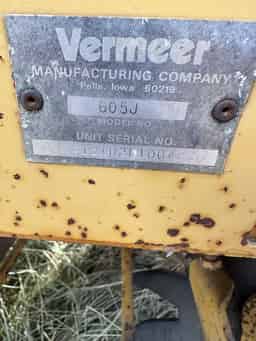 Vermeer
MANUFACTURING COMPANY
Pella, Iowa 50219
605J
MODEL NO.
UNIT SERIAL NO.